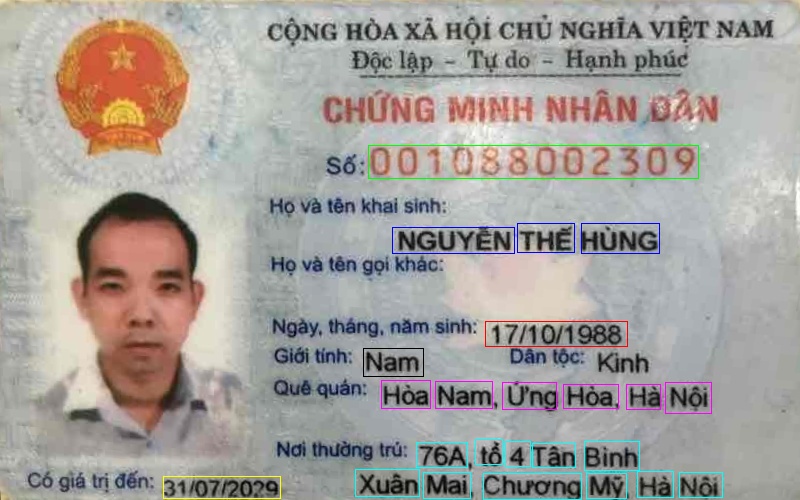 CỘNG HÒA XÃ HỘI CHỦ NGHĨA VIỆT NAM
Độc lập - Tự do - Hạnh phúc
CHỨNG MINH NHÂN DÂN
Số: 001088002309
Họ và tên khai sinh:
NGUYỄN THẾ HÙNG
Họ và tên gọi khác:
Ngày, tháng, năm sinh: 17/10/1988
Giới tính: Nam Dân tộc: Kinh
Quê quán: Hòa Nam, Ứng Hòa, Hà Nội
Nơi thường trú: 76A, tổ 4 Tân Bình
Xuân Mai, Chương Mỹ, Hà Nội
Có giá trị đến: 31/07/2029